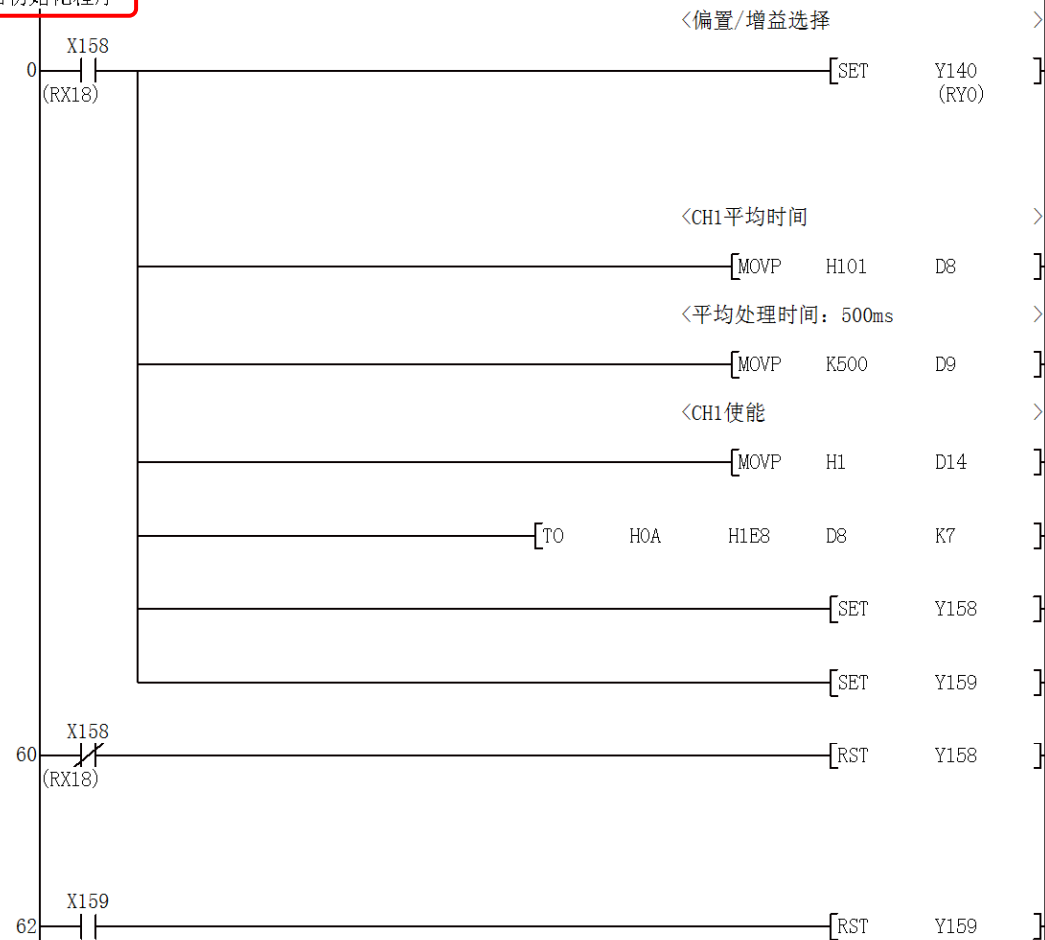 <偏置/增益选择 >
X158
0 [SET Y140 ]
(RX18) (RY0)
<CH1平均时间 >
[MOVP H101 D8 ]
<平均处理时间：500ms >
[MOVP K500 D9 ]
<CH1使能 >
[MOVP H1 D14 ]
[TO H0A H1E8 D8 K7 ]
[SET Y158 ]
[SET Y159 ]
X158
60 [RST Y158 ]
(RX18)
X159
62 [RST Y159 ]